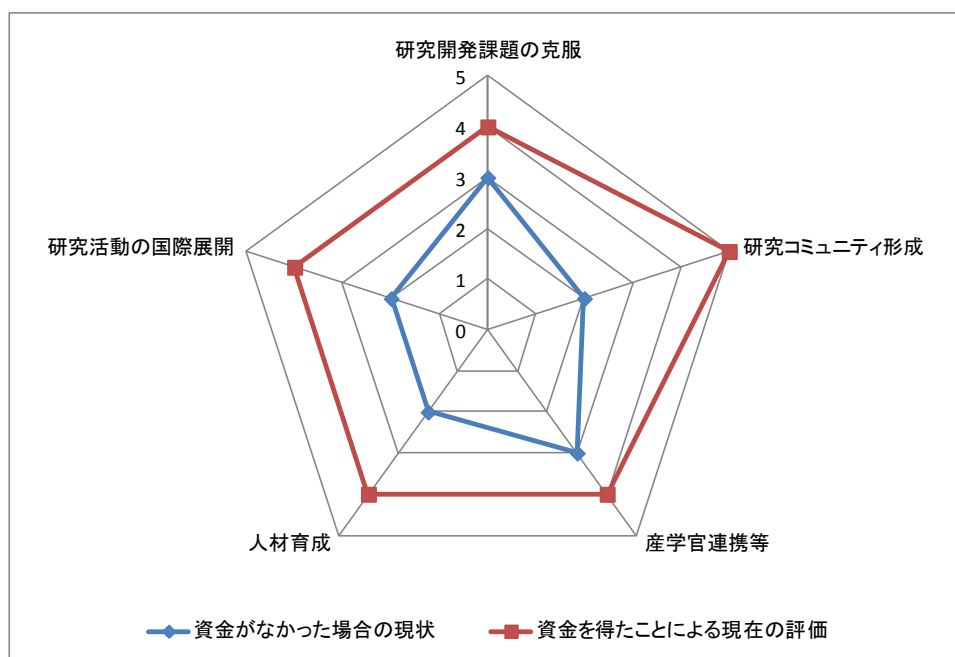 研究開発課題の克服
5
4
3
2
1
0
研究コミュニティ形成
産学官連携等
人材育成
研究活動の国際展開
資金がなかった場合の現状
資金を得たことによる現在の評価